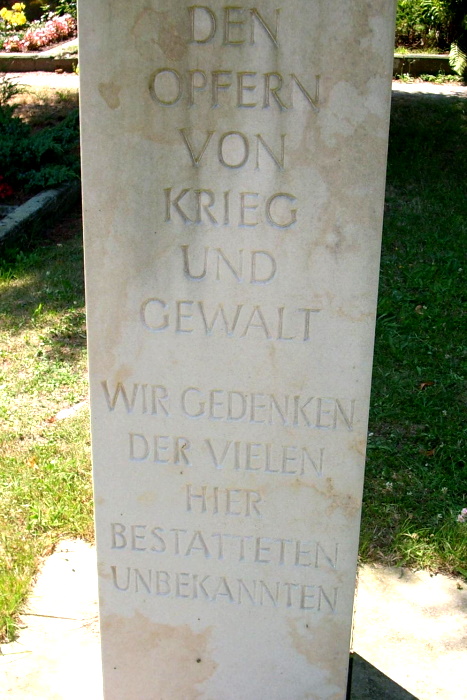 DEN
OPFERN
VON
KRIEG
UND
GEWALT
WIR GEDENKEN
DER VIELEN
HIER
BESTATTETEN
UNBEKANNTEN